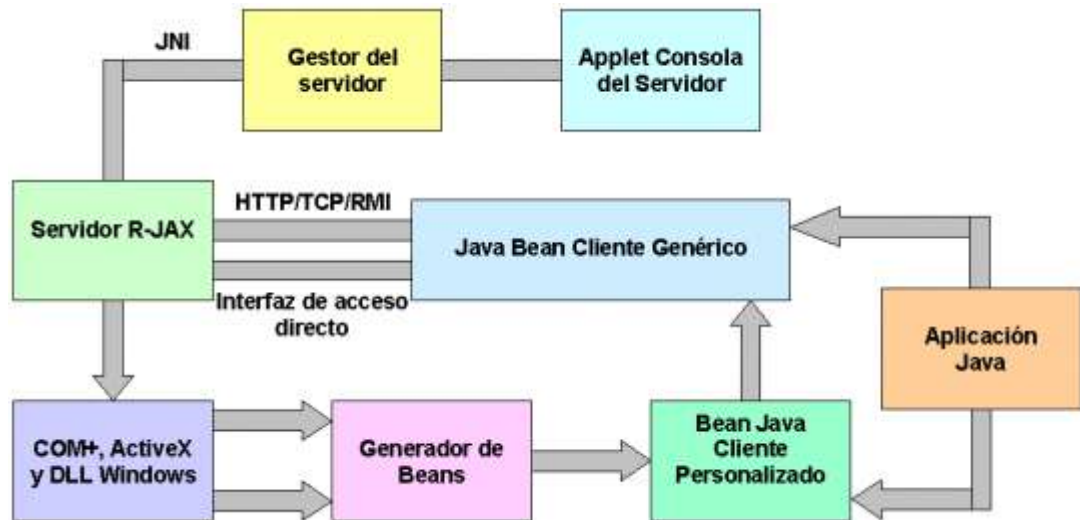 JNI
Gestor del
servidor
Applet Consola
del Servidor
Servidor R-JAX
HTTP/TCP/RMI
Java Bean Cliente Genérico
Interfaz de acceso
directo
Aplicación
Java
COM+, ActiveX
y DLL Windows
Generador de
Beans
Bean Java
Cliente
Personalizado